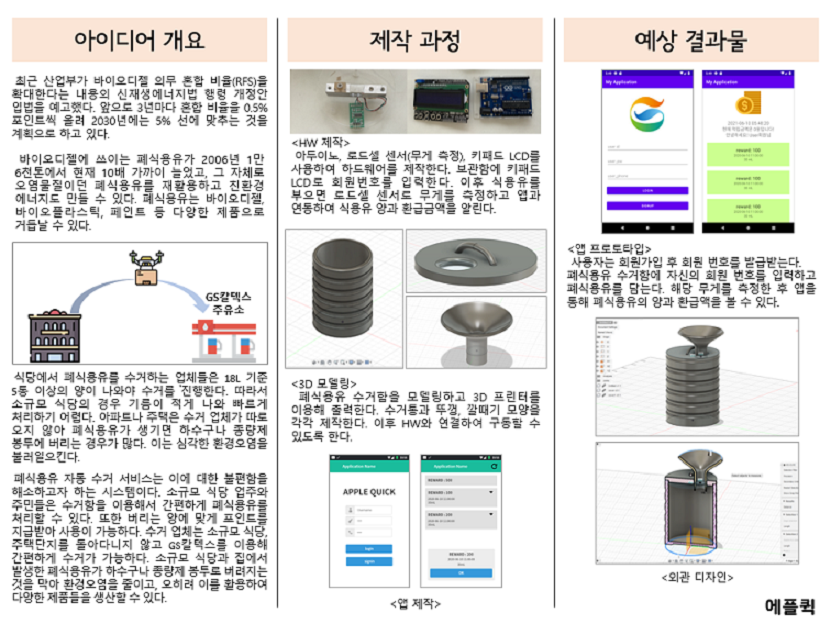 아이디어 개요
최근 산업부가 바이오디젤 의무 혼합 비율(RFS)을
확대한다는 내용의 신재생에너지법 행령 개정안
입법을 예고했다. 앞으로 3년마다 혼합 비율을 0.5%
포인트씩 올려 2030년에는 5% 선에 맞추는 것을
계획으로 하고 있다.
바이오디젤에 쓰이는 폐식용유가 2006년 1만
6천톤에서 현재 10배 가까이 늘었고, 그 자체로
오염물질이던 폐식용유를 재활용하고 친환경
에너지로 만들 수 있다. 폐식용유는 바이오디젤,
바이오플라스틱, 페인트 등 다양한 제품으로
거듭날 수 있다.
GS칼텍스
주유소
식당에서 폐식용유를 수거하는 업체들은 18L 기준
5통 이상의 양이 나와야 수거를 진행한다. 따라서
소규모 식당의 경우 기름이 적게 나와 빠르게
처리하기 어렵다. 아파트나 주택은 수거 업체가 따로
오지 않아 폐식용유가 생기면 하수구나 종량제
봉투에 버리는 경우가 많다. 이는 심각한 환경오염을
불러일으킨다.
폐식용유 자동 수거 서비스는 이에 대한 불편함을
해소하고자 하는 시스템이다. 소규모 식당 업주와
주민들은 수거함을 이용해서 간편하게 폐식용유를
처리할 수 있다. 또한 버리는 양에 맞게 포인트를
지급받아 사용이 가능하다. 수거 업체는 소규모 식당,
주택단지를 돌아다니지 않고 GS칼텍스를 이용해
간편하게 수거가 가능하다. 소규모 식당과 집에서
발생한 폐식용유가 하수구나 종량제 봉투로 버려지는
것을 막아 환경오염을 줄이고, 오히려 이를 활용하여
다양한 제품들을 생산할 수 있다.
제작 과정
<HW 제작>
아두이노, 로드셀 센서(무게 측정), 키패드 LCD를
사용하여 하드웨어를 제작한다. 보관함에 키패드
LCD로 회원번호를 입력한다. 이후 식용유를
부으면 로드셀 센서로 무게를 측정하고 앱과
연동하여 식용유 양과 환급금액을 알린다.
<3D 모델링>
폐식용유 수거함을 모델링하고 3D 프린터를
이용해 출력한다. 수거통과 뚜껑, 깔때기 모양을
각각 제작한다. 이후 HW와 연결하여 구동할 수
있도록 한다.
Application Name
APPLE QUICK
Application Name
<앱 제작>
예상 결과물
My Application
My Application
reward: 100
reward: 100
reward: 100
<앱 프로토타입>
사용자는 회원가입 후 회원 번호를 발급받는다.
폐식용유 수거함에 자신의 회원 번호를 입력하고
폐식용유를 담는다. 해당 무게를 측정한 후 앱을
통해 폐식용유의 양과 환급액을 볼 수 있다.
<외관 디자인>
에플퀵